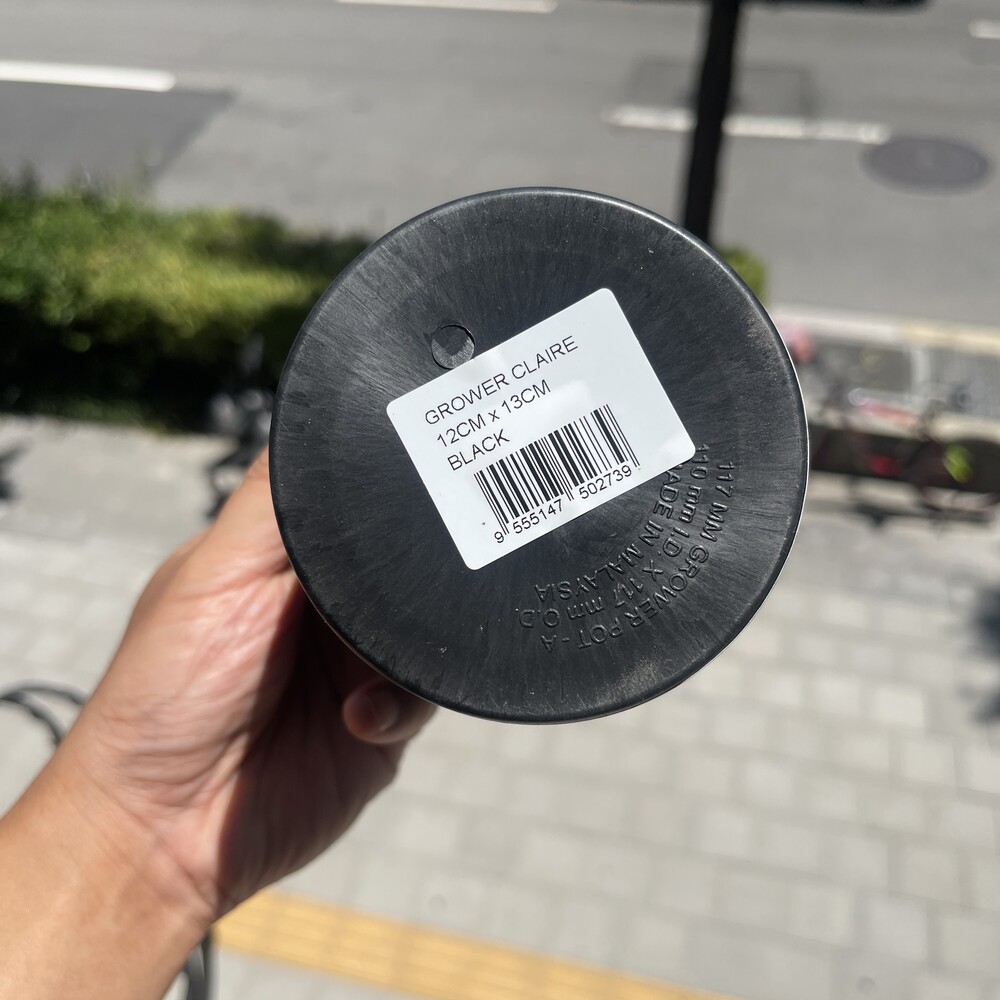 GROWER CLAIRE
12CM x 13CM
BLACK
9 555147 502739
117 MM GROWER POT - A
110 mm I.D. X 117 mm O.D.
MADE IN MALAYSIA